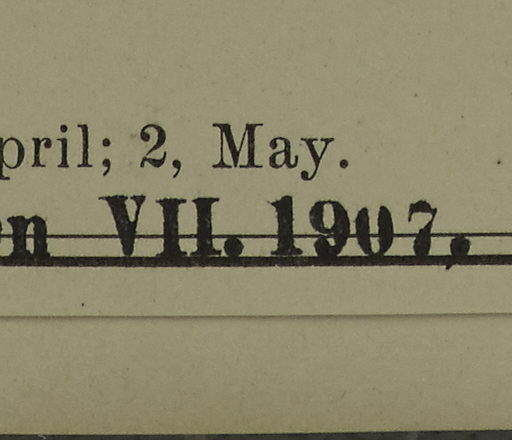 pril; 2, May.
en VII. 1907.